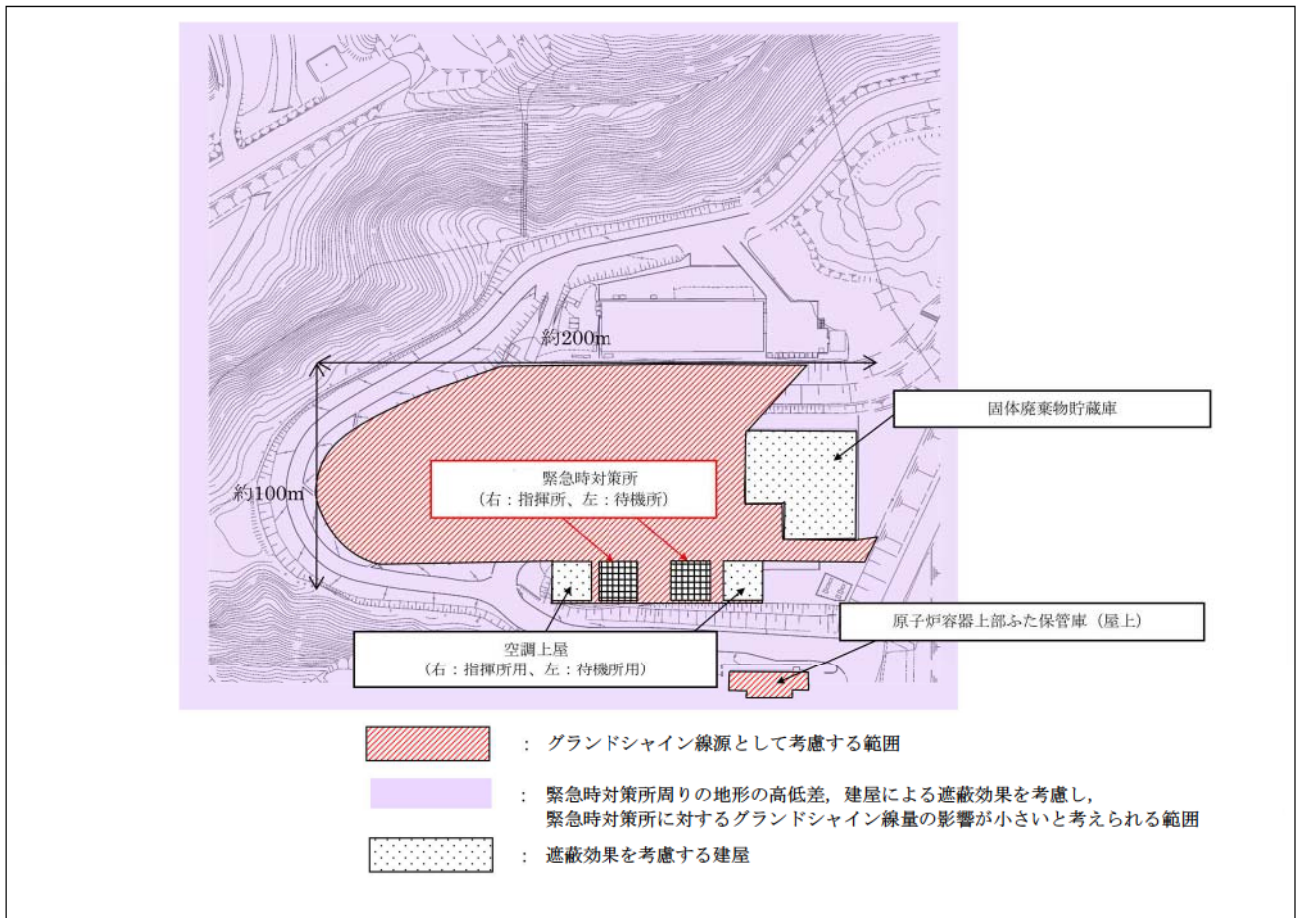 約200m
固体廃棄物貯蔵庫
緊急時対策所
(右:指揮所、左:待機所)
約100m
原子炉容器上部ふた保管庫(屋上)
空調上屋
(右:指揮所用、左:待機所用)
: グランドシャイン線源として考慮する範囲
: 緊急時対策所周りの地形の高低差,建屋による遮蔽効果を考慮し,
緊急時対策所に対するグランドシャイン線量の影響が小さいと考えられる範囲
: 遮蔽効果を考慮する建屋